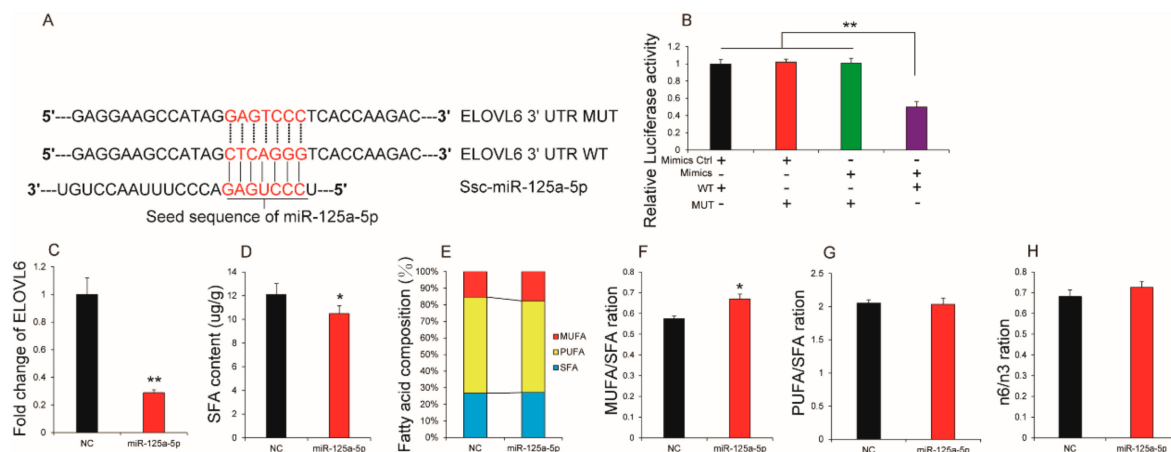 A
5'---GAGGAAGCCATAGGAGTCCCTCACCAAGAC---3' ELOVL6 3' UTR MUT
5'---GAGGAAGCCATAGCTCAGGGTCACCAAGAC---3' ELOVL6 3' UTR WT
3'---UGUCCAAUUUCCCAGAGUCCCU---5' Ssc-miR-125a-5p
Seed sequence of miR-125a-5p
B
**
Relative Luciferase activity
1.2
1
0.8
0.6
0.4
0.2
0
Mimics Ctrl + + - -
Mimics - - + +
WT + - - +
MUT - + + -
C
Fold change of ELOVL6
1.2
1
0.8
0.6
0.4
0.2
0
**
NC miR-125a-5p
D
SFA content (ug/g)
14
12
10
8
6
4
2
0
*
NC miR-125a-5p
E
Fatty acid composition (%)
100%
90%
80%
70%
60%
50%
40%
30%
20%
10%
0%
MUFA
PUFA
SFA
NC miR-125a-5p
F
MUFA/SFA ration
0.8
0.7
0.6
0.5
0.4
0.3
0.2
0.1
0
*
NC miR-125a-5p
G
PUFA/SFA ration
2.5
2
1.5
1
0.5
0
NC miR-125a-5p
H
n6/n3 ration
0.8
0.7
0.6
0.5
0.4
0.3
0.2
0.1
0
NC miR-125a-5p